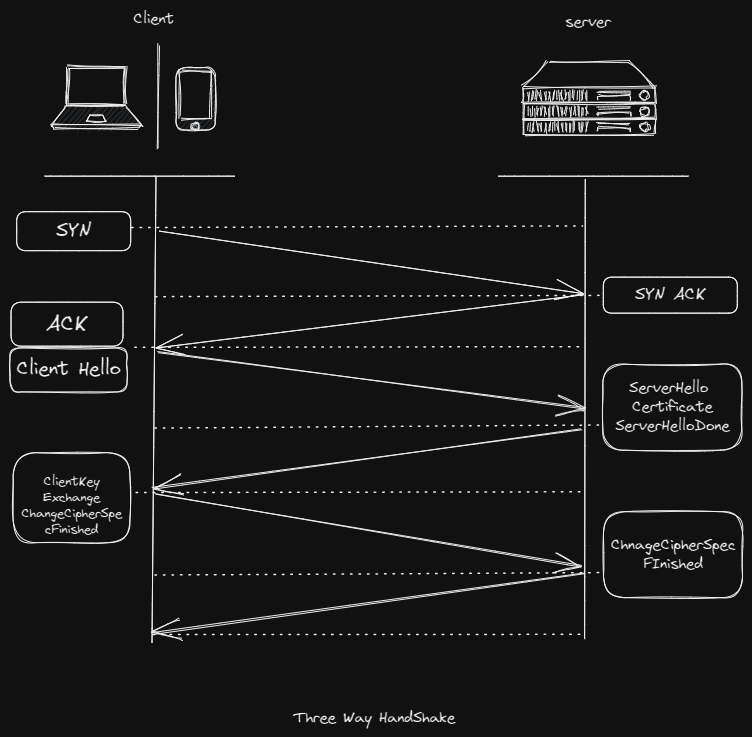 Client
server
SYN
SYN ACK
ACK
Client Hello
ServerHello
Certificate
ServerHelloDone
ClientKey
Exchange
ChangeCipherSpe
cFinished
ChnageCipherSpec
FInished
Three Way HandShake